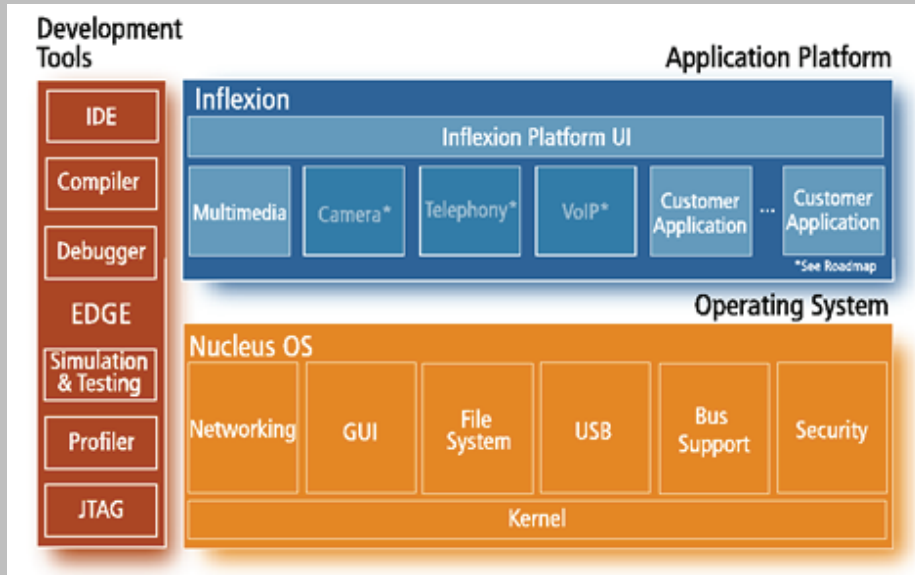 Development
Tools
IDE
Compiler
Debugger
EDGE
Simulation
& Testing
Profiler
JTAG
Application Platform
Inflexion
Inflexion Platform UI
Multimedia
Camera*
Telephony*
VoIP*
Customer
Application
...
Customer
Application
*See Roadmap
Operating System
Nucleus OS
Networking
GUI
File
System
USB
Bus
Support
Security
Kernel